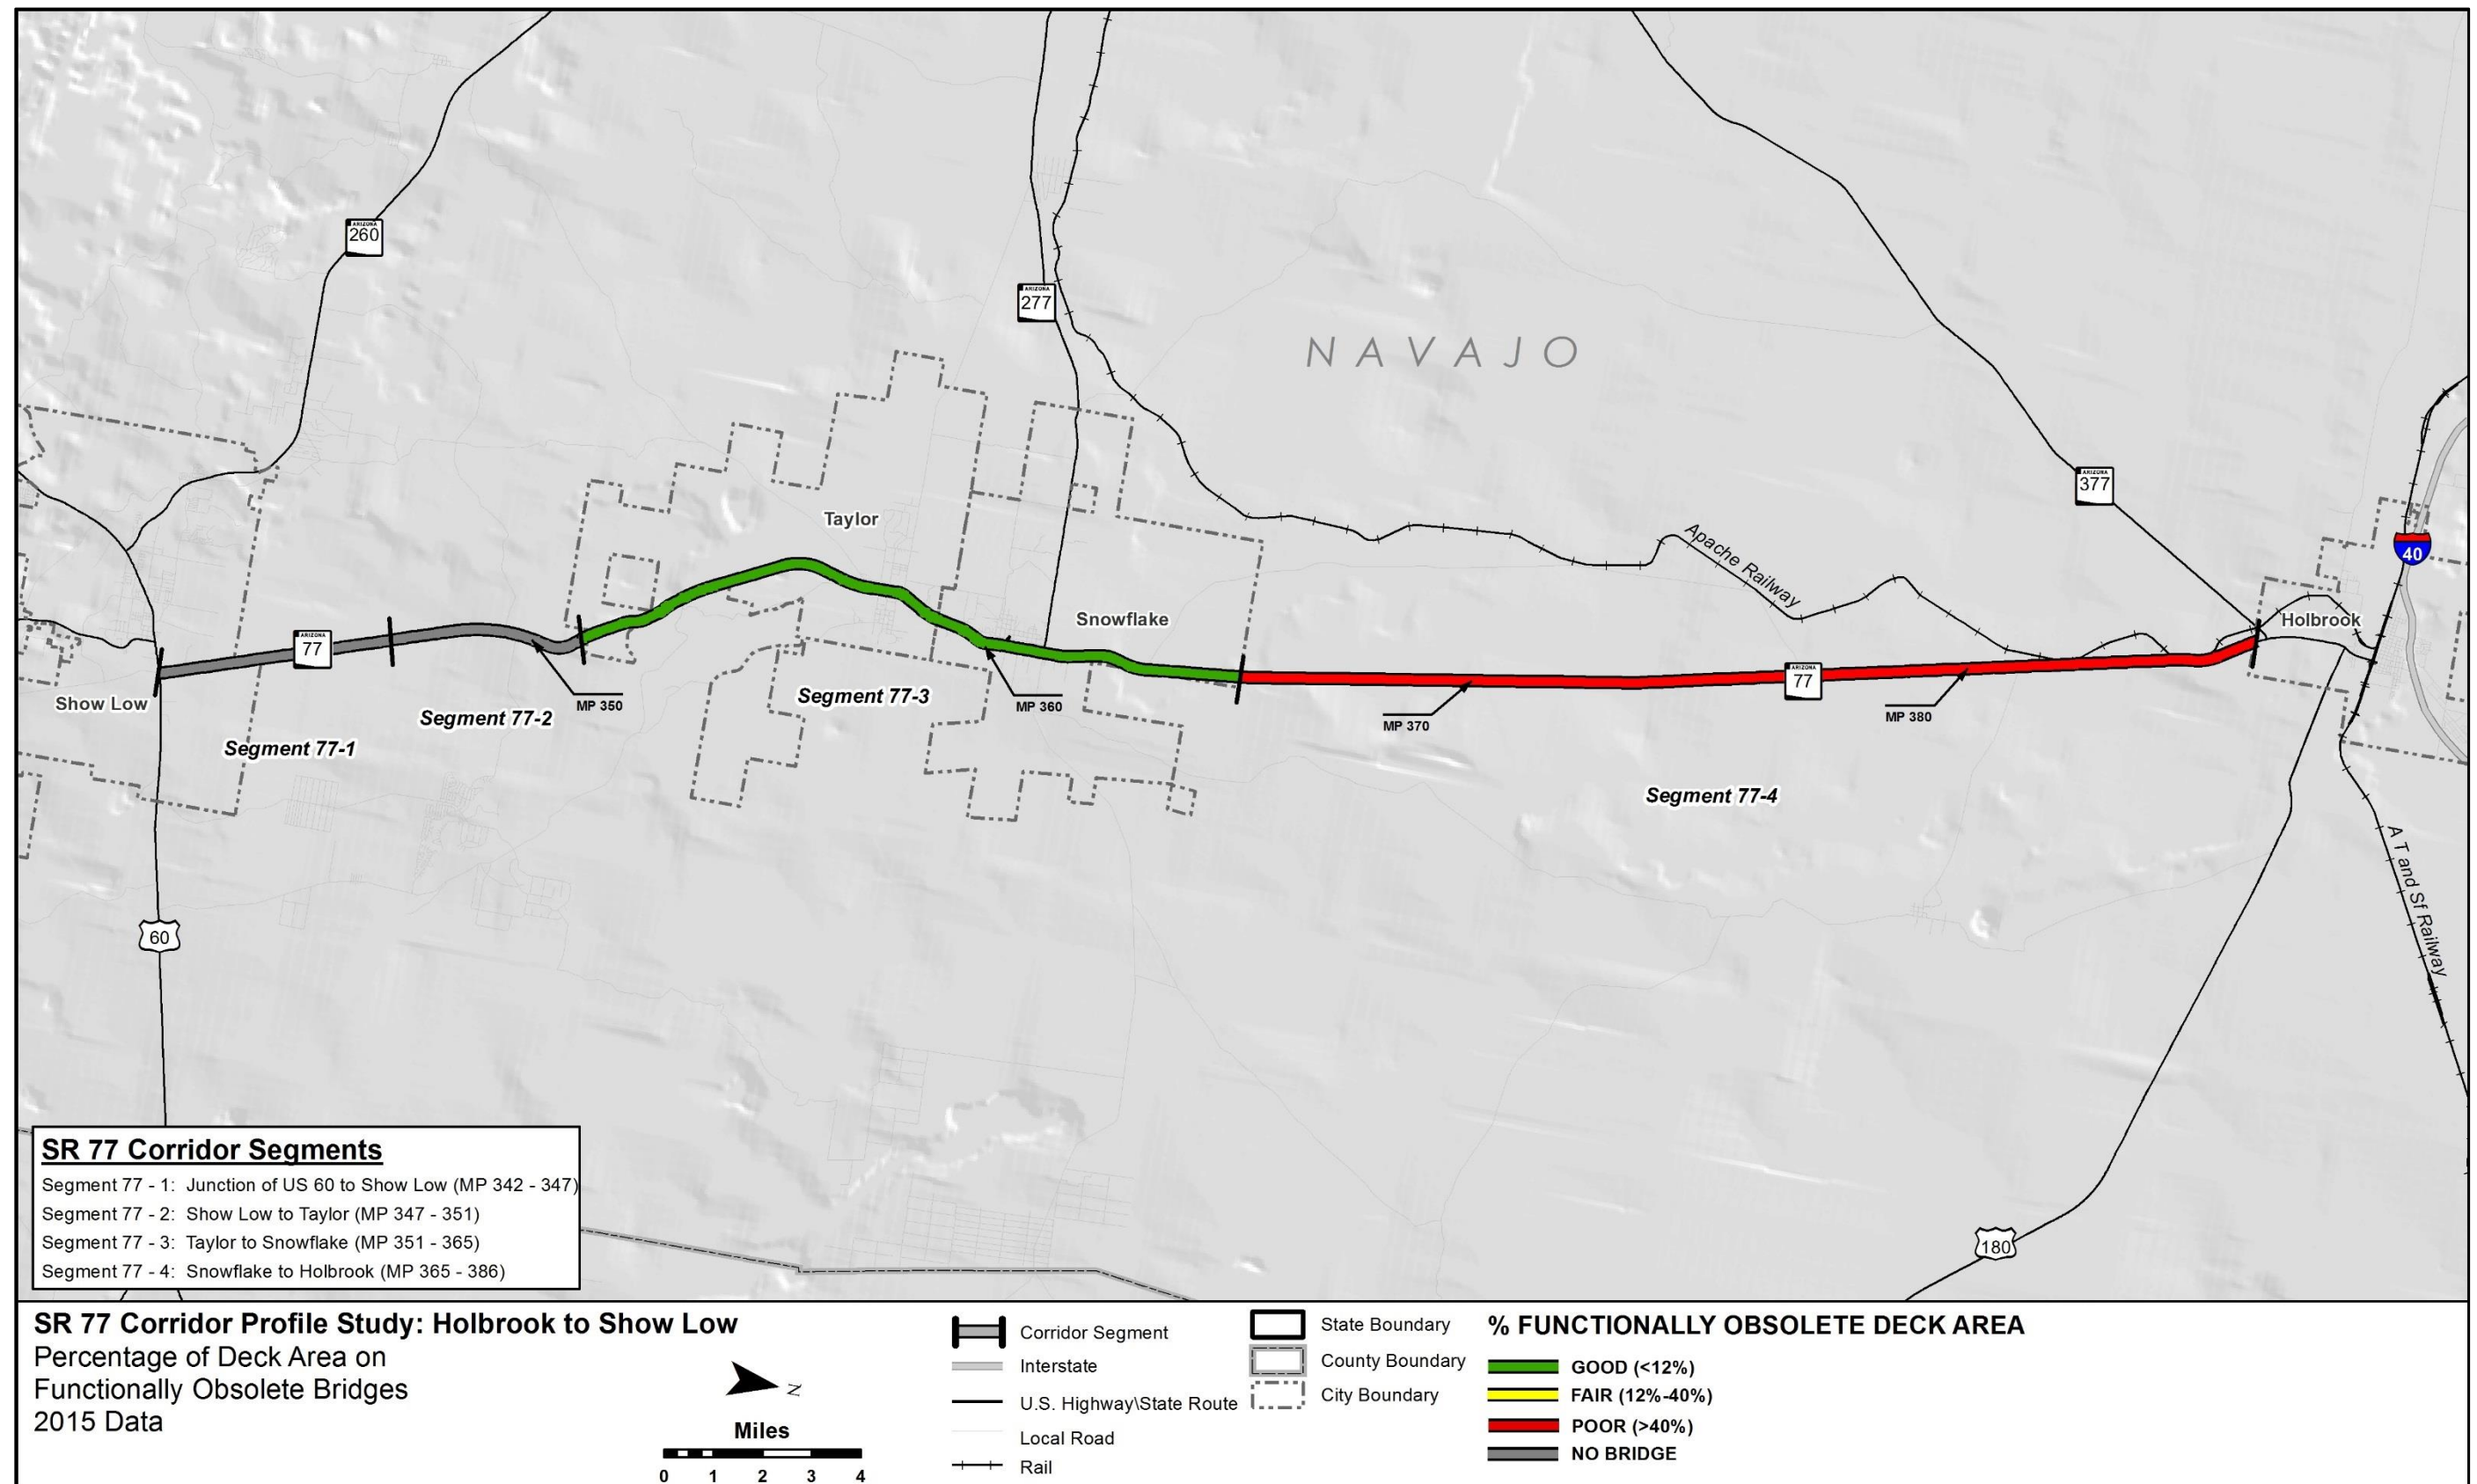 ARIZONA
260
ARIZONA
277
NAVAJO
ARIZONA
377
40
Taylor
Apache Railway
Snowflake
Holbrook
ARIZONA
77
ARIZONA
77
Show Low
Segment 77-1
Segment 77-2
MP 350
Segment 77-3
MP 360
MP 370
MP 380
Segment 77-4
A T and Sf Railway
60
180
SR 77 Corridor Segments
Segment 77 - 1: Junction of US 60 to Show Low (MP 342 - 347)
Segment 77 - 2: Show Low to Taylor (MP 347 - 351)
Segment 77 - 3: Taylor to Snowflake (MP 351 - 365)
Segment 77 - 4: Snowflake to Holbrook (MP 365 - 386)
SR 77 Corridor Profile Study: Holbrook to Show Low
Percentage of Deck Area on
Functionally Obsolete Bridges
2015 Data
N
Miles
0 1 2 3 4
Corridor Segment
Interstate
U.S. Highway\State Route
Local Road
Rail
State Boundary
County Boundary
City Boundary
% FUNCTIONALLY OBSOLETE DECK AREA
GOOD (<12%)
FAIR (12%-40%)
POOR (>40%)
NO BRIDGE